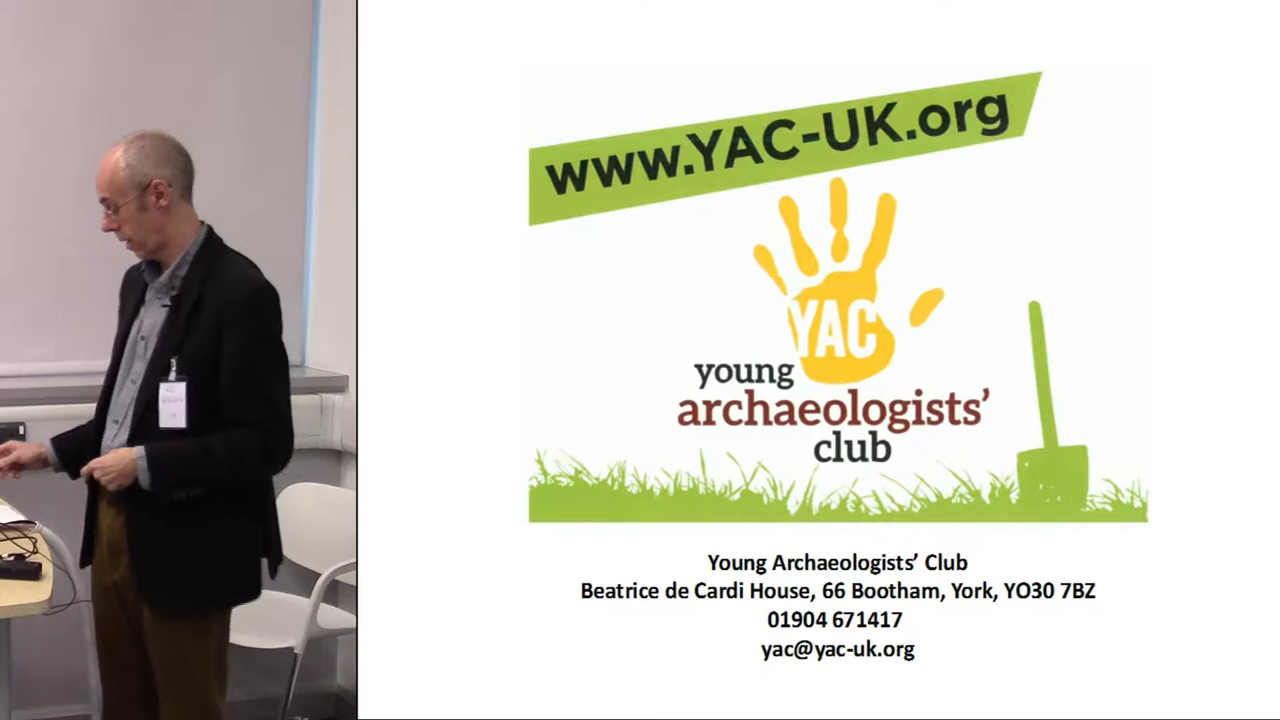 www.YAC-UK.org
YAC
young
archaeologists’
club
Young Archaeologists’ Club
Beatrice de Cardi House, 66 Bootham, York, YO30 7BZ
01904 671417
yac@yac-uk.org